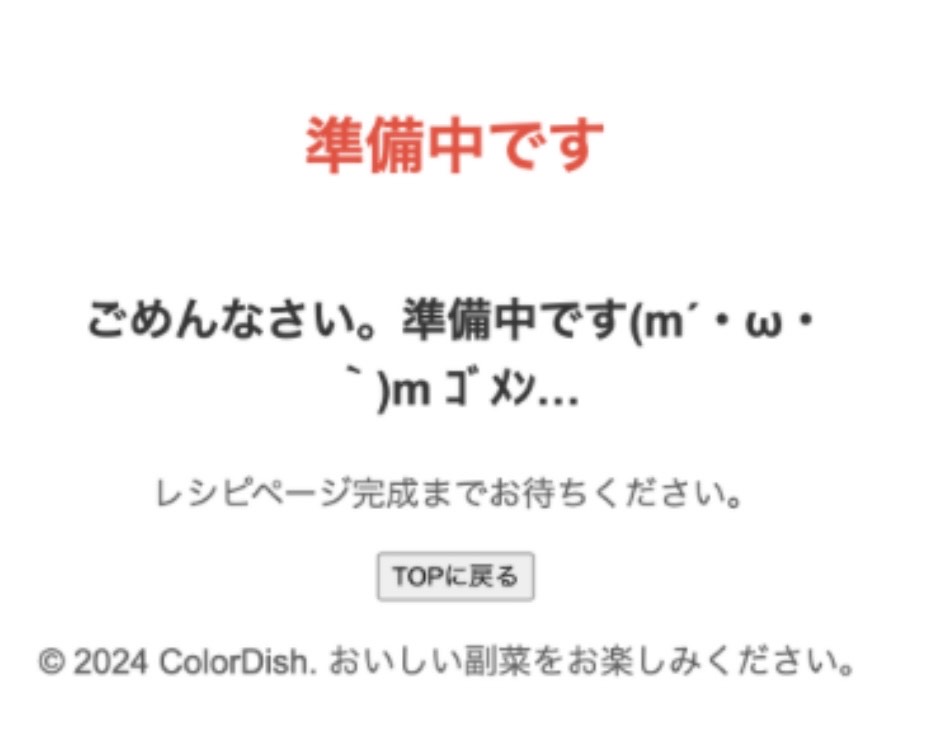 準備中です
ごめんなさい。準備中です(m´・ω・
｀)m ｺﾞﾒﾝ...
レシピページ完成までお待ちください。
TOPに戻る
© 2024 ColorDish. おいしい副菜をお楽しみください。